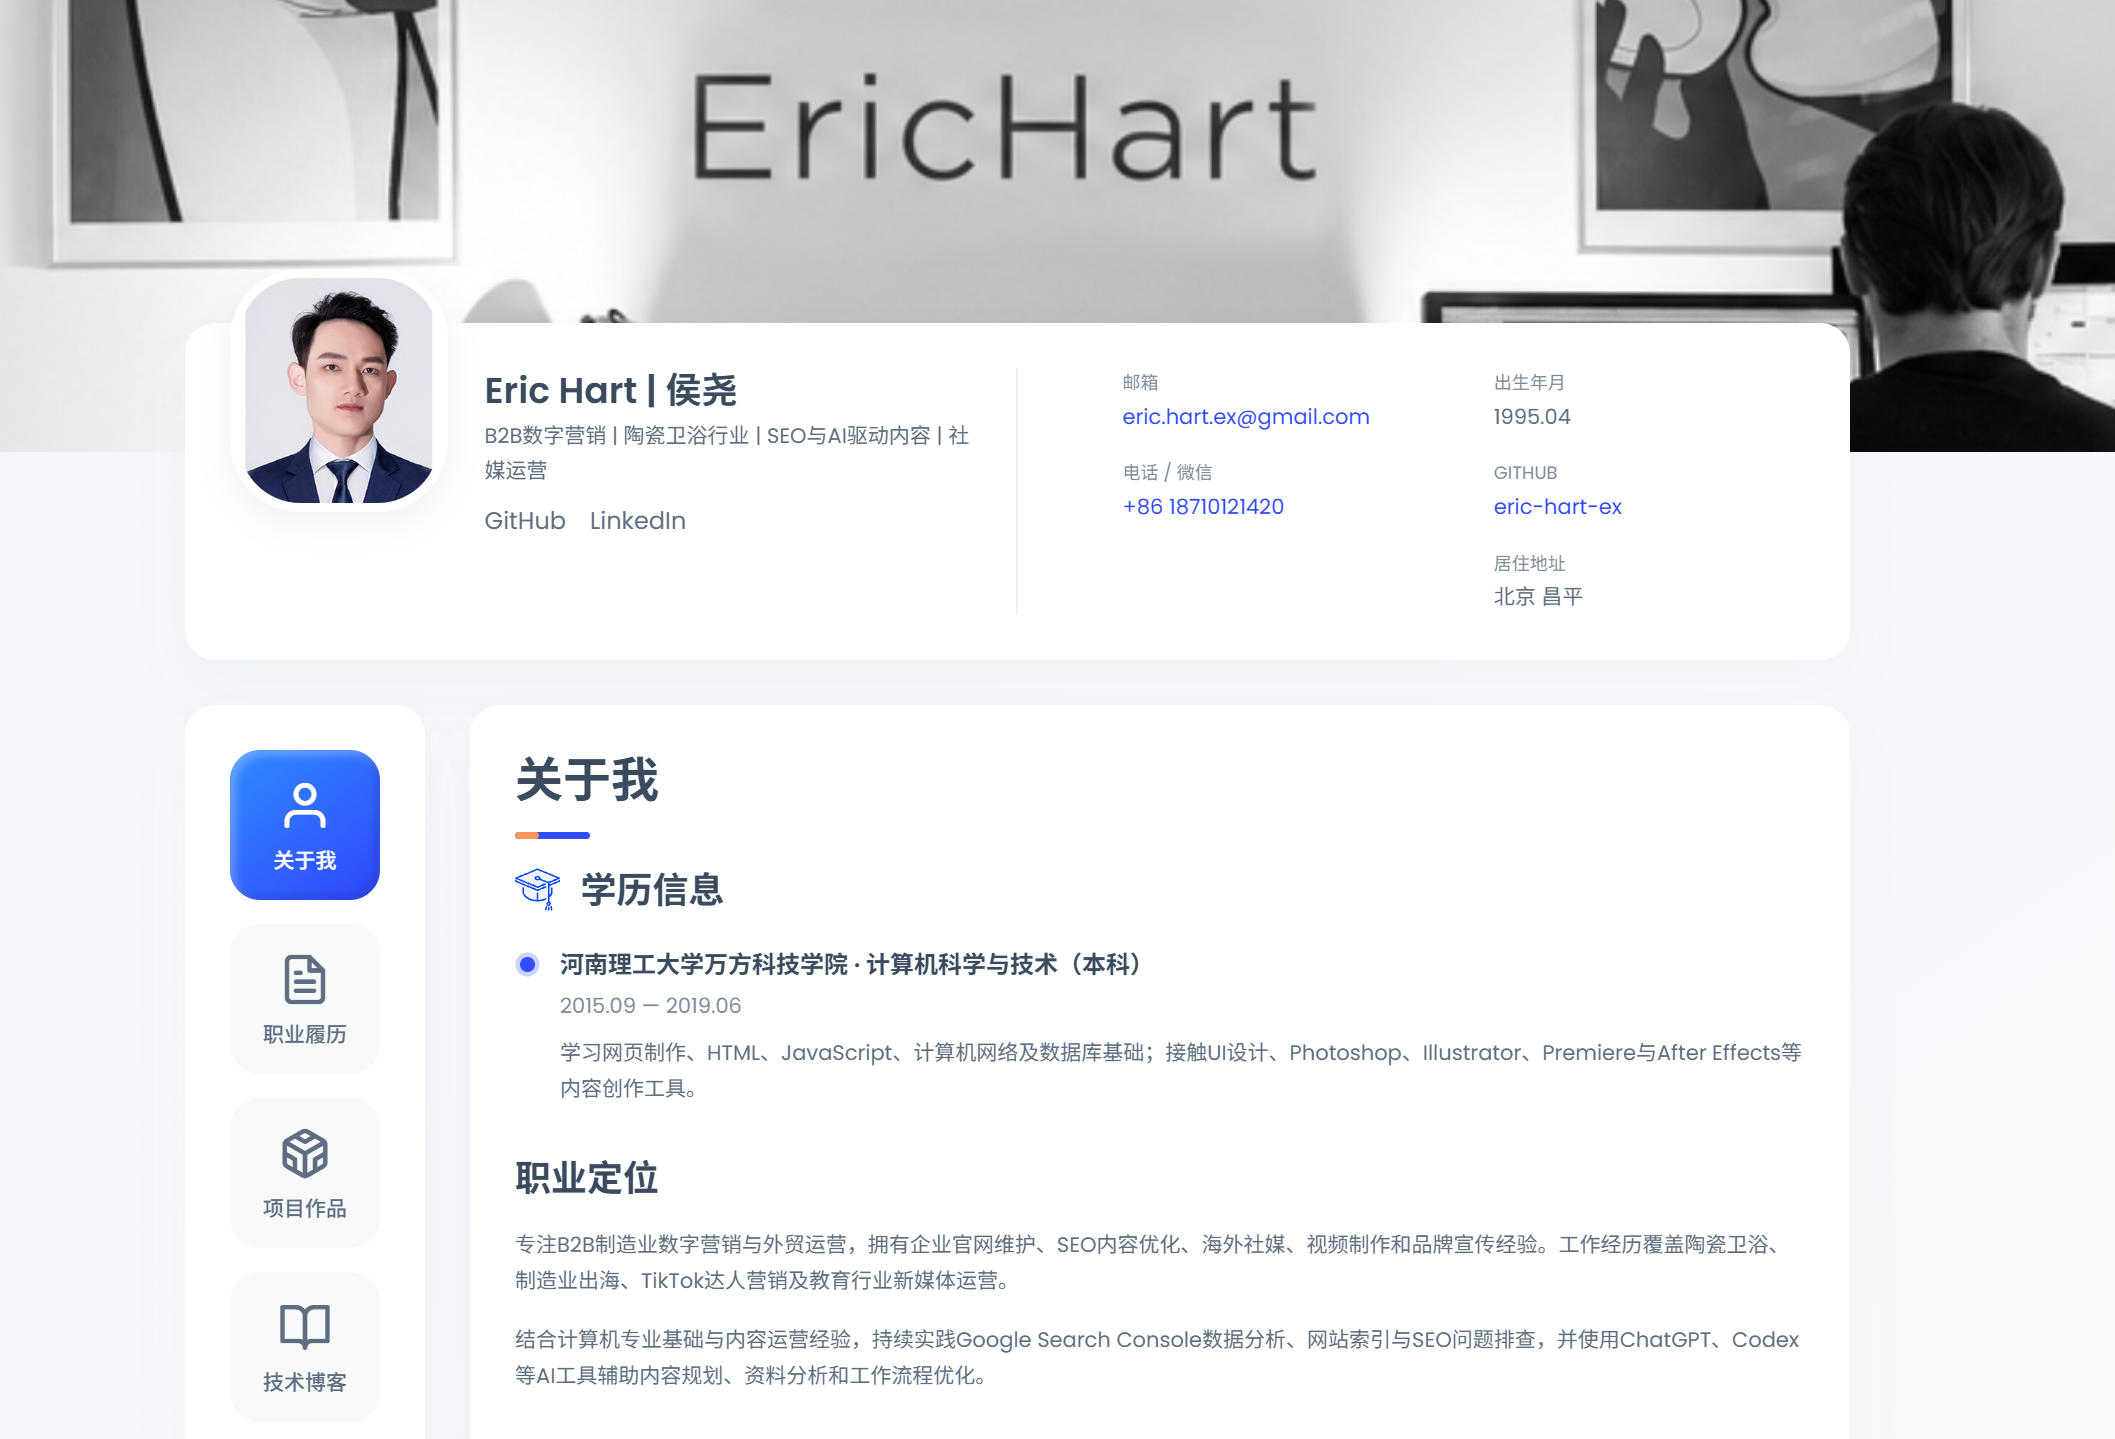 EricHart
Eric Hart | 侯尧
B2B数字营销 | 陶瓷卫浴行业 | SEO与AI驱动内容 | 社
媒运营
GitHub LinkedIn
邮箱
eric.hart.ex@gmail.com
电话 / 微信
+86 18710121420
出生年月
1995.04
GITHUB
eric-hart-ex
居住地址
北京 昌平
关于我
职业履历
项目作品
技术博客
关于我
学历信息
河南理工大学万方科技学院 · 计算机科学与技术（本科）
2015.09 — 2019.06
学习网页制作、HTML、JavaScript、计算机网络及数据库基础；接触UI设计、Photoshop、Illustrator、Premiere与After Effects等
内容创作工具。
职业定位
专注B2B制造业数字营销与外贸运营，拥有企业官网维护、SEO内容优化、海外社媒、视频制作和品牌宣传经验。工作经历覆盖陶瓷卫浴、
制造业出海、TikTok达人营销及教育行业新媒体运营。
结合计算机专业基础与内容运营经验，持续实践Google Search Console数据分析、网站索引与SEO问题排查，并使用ChatGPT、Codex
等AI工具辅助内容规划、资料分析和工作流程优化。